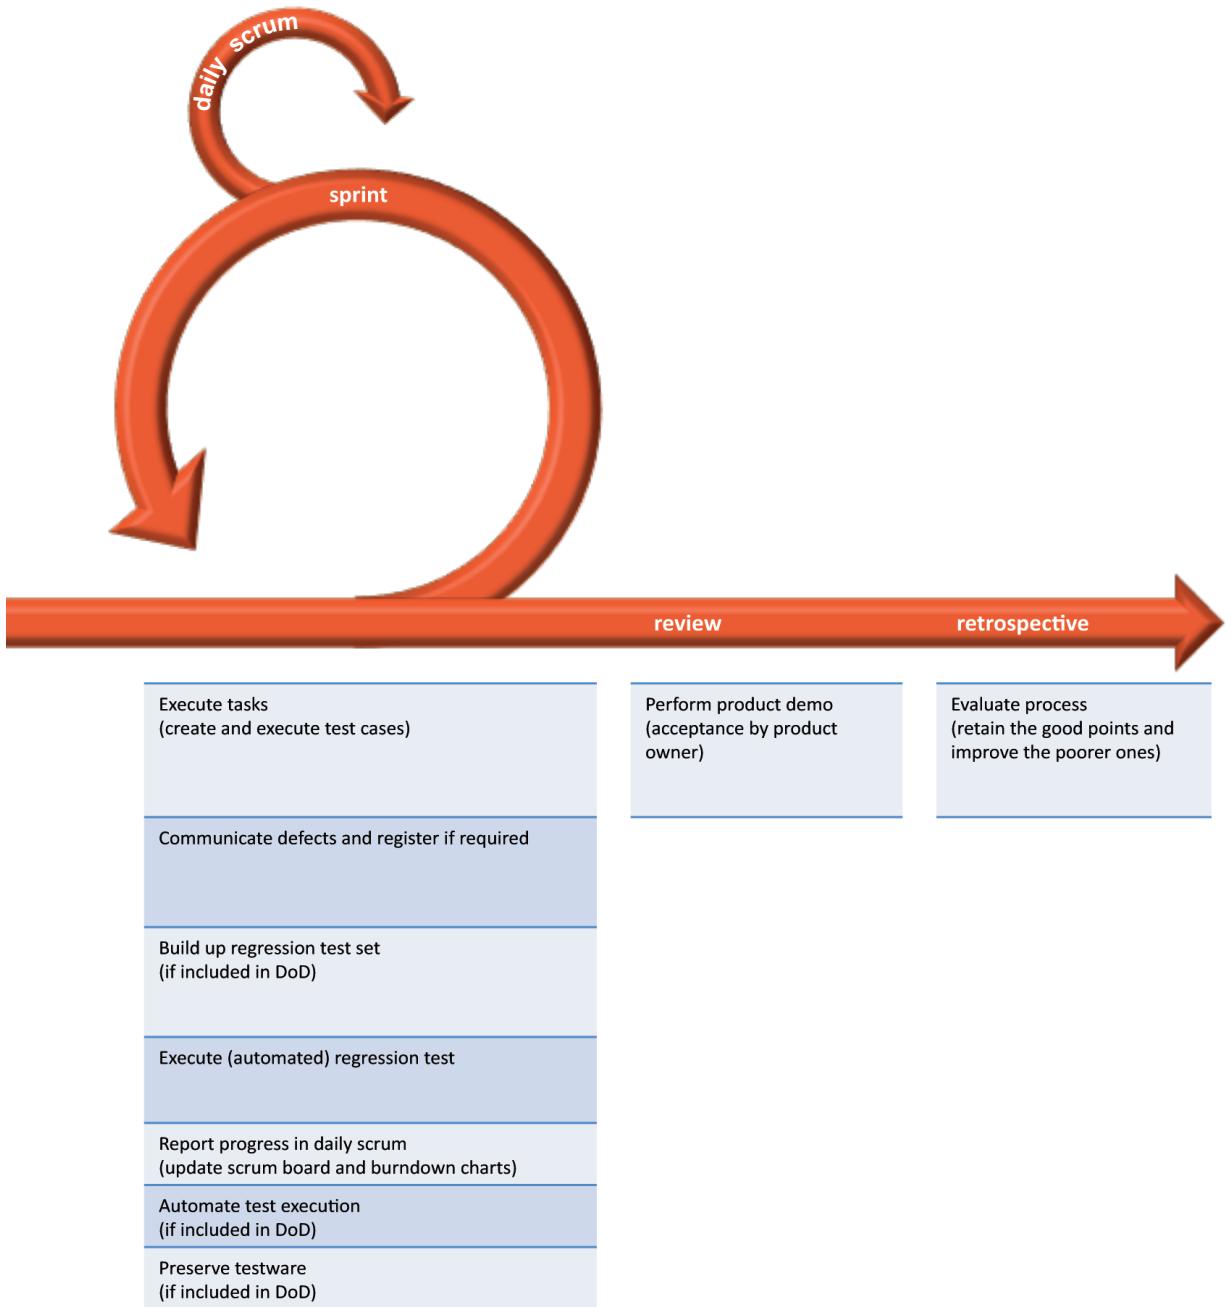 daily scrum
sprint
review
retrospective
Execute tasks
(create and execute test cases)
Communicate defects and register if required
Build up regression test set
(if included in DoD)
Execute (automated) regression test
Report progress in daily scrum
(update scrum board and burndown charts)
Automate test execution
(if included in DoD)
Preserve testware
(if included in DoD)
Perform product demo
(acceptance by product
owner)
Evaluate process
(retain the good points and
improve the poorer ones)